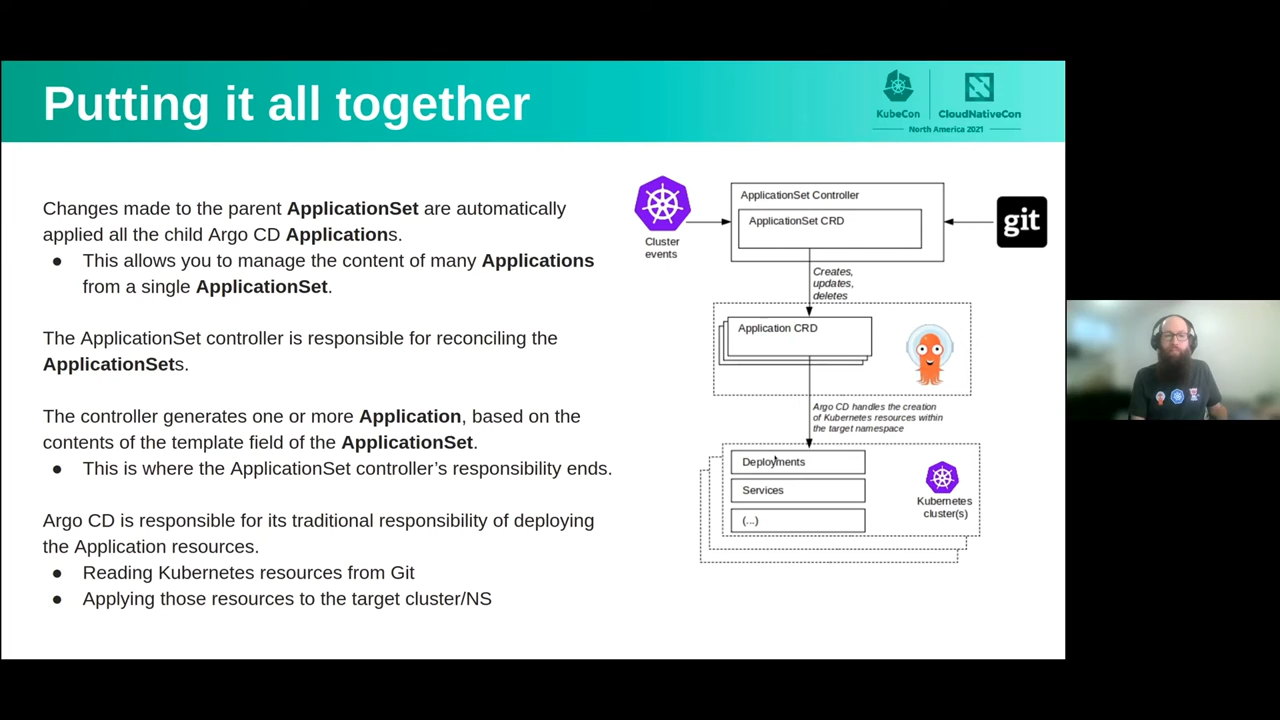 Putting it all together
KubeCon
CloudNativeCon
North America 2021
Changes made to the parent ApplicationSet are automatically
applied all the child Argo CD Applications.
● This allows you to manage the content of many Applications
from a single ApplicationSet.
The ApplicationSet controller is responsible for reconciling the
ApplicationSets.
The controller generates one or more Application, based on the
contents of the template field of the ApplicationSet.
● This is where the ApplicationSet controller's responsibility ends.
Argo CD is responsible for its traditional responsibility of deploying
the Application resources.
● Reading Kubernetes resources from Git
● Applying those resources to the target cluster/NS
Cluster
events
ApplicationSet Controller
ApplicationSet CRD
git
Creates,
updates,
deletes
Application CRD
Argo CD handles the creation
of Kubernetes resources within
the target namespace
Deployments
Services
(...)
Kubernetes
cluster(s)